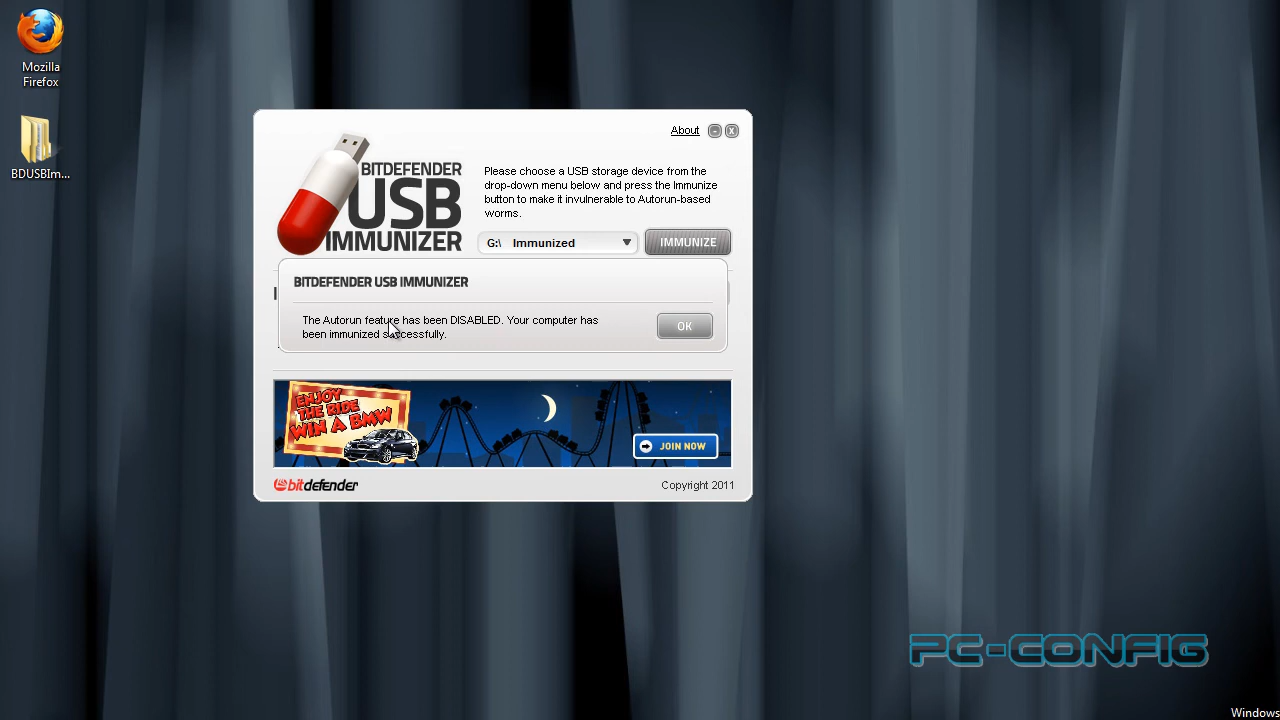 Mozilla
Firefox
BDUSBIm...
About
BITDEFENDER
USB
IMMUNIZER
Please choose a USB storage device from the
drop-down menu below and press the Immunize
button to make it invulnerable to Autorun-based
worms.
G:\ Immunized
IMMUNIZE
BITDEFENDER USB IMMUNIZER
The Autorun feature has been DISABLED. Your computer has
been immunized successfully.
OK
ENJOY
THE RIDE
WIN A BMW
JOIN NOW
bitdefender
Copyright 2011
PC-CONFIG
Windows